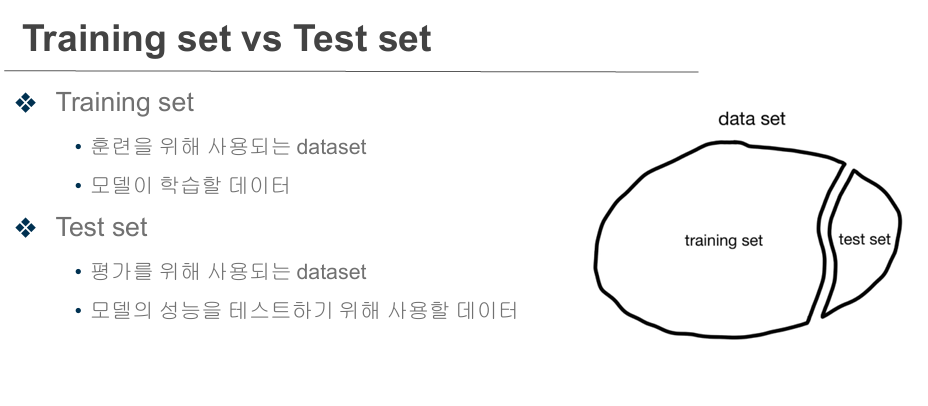 Training set vs Test set
❖ Training set
• 훈련을 위해 사용되는 dataset
• 모델이 학습할 데이터
❖ Test set
• 평가를 위해 사용되는 dataset
• 모델의 성능을 테스트하기 위해 사용할 데이터
data set
training set
test set